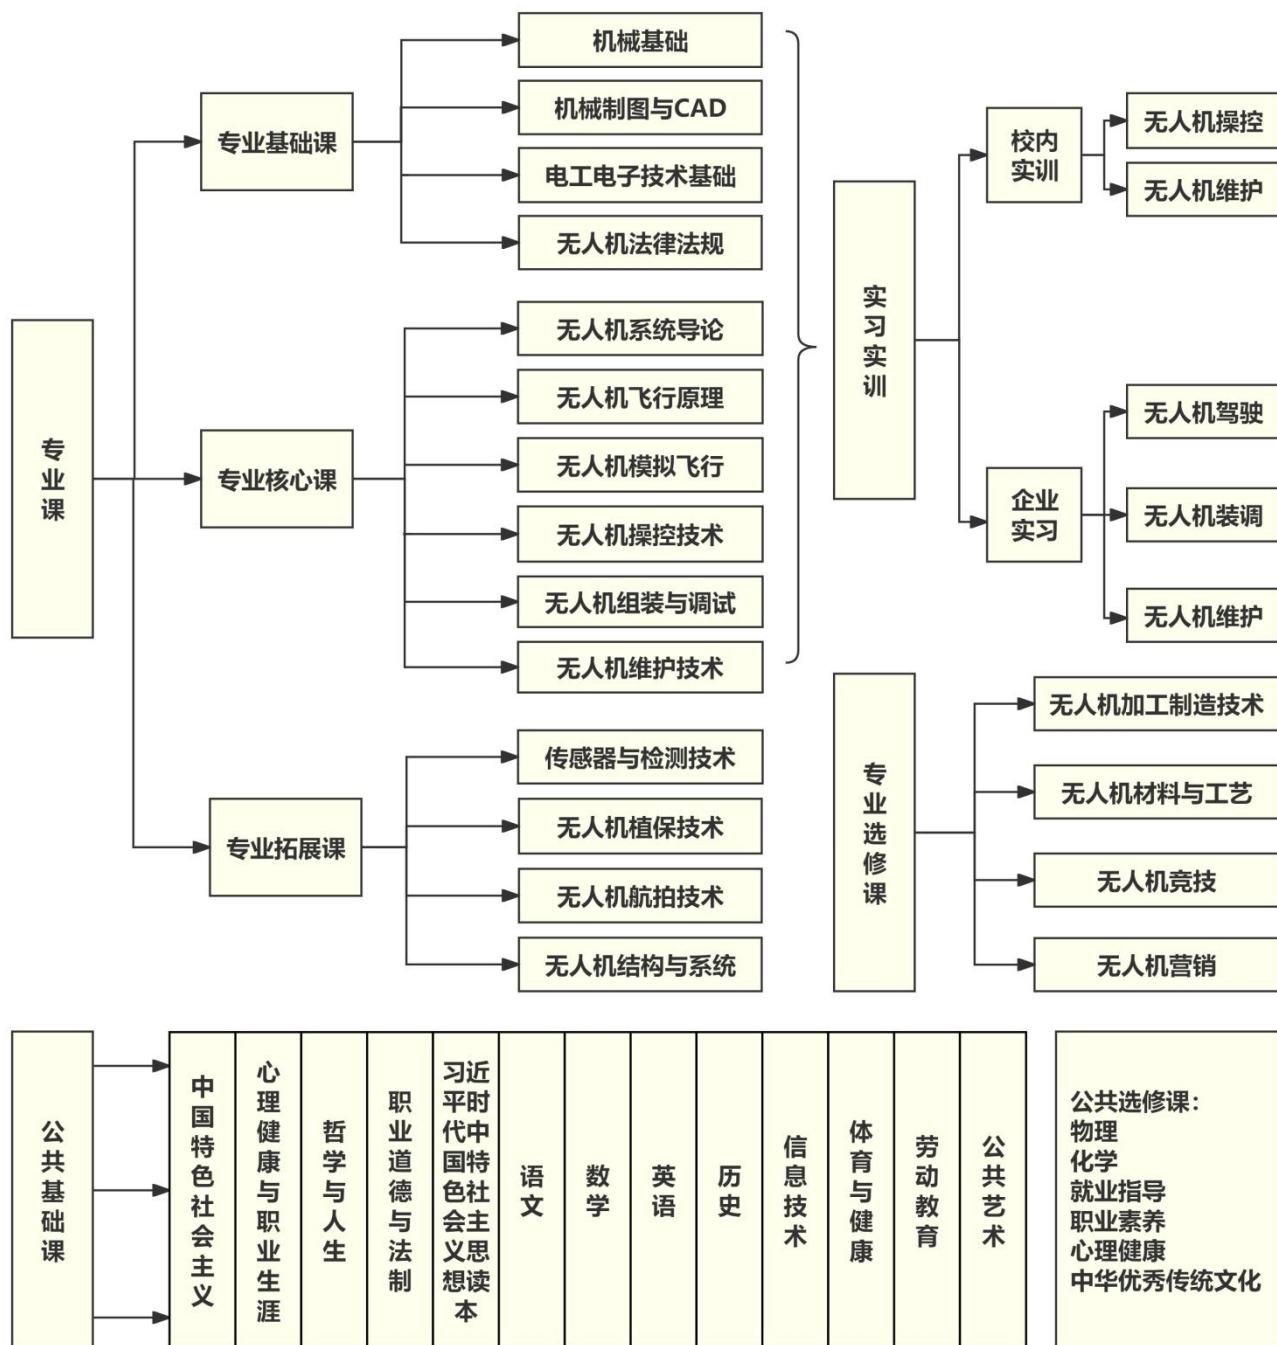 专业课
专业基础课
机械基础
机械制图与CAD
电工电子技术基础
无人机法律法规
专业核心课
无人机系统导论
无人机飞行原理
无人机模拟飞行
无人机操控技术
无人机组装与调试
无人机维护技术
专业拓展课
传感器与检测技术
无人机植保技术
无人机航拍技术
无人机结构与系统
实习实训
校内
实训
无人机操控
无人机维护
企业
实习
无人机驾驶
无人机装调
无人机维护
专业选修课
无人机加工制造技术
无人机材料与工艺
无人机竞技
无人机营销
公共基础课
中国特色社会主义
心理健康与职业生涯
哲学与人生
职业道德与法制
习近
平时
代中
国特
色社
会主
义思
想读
本
语文
数学
英语
历史
信息技术
体育与健康
劳动教育
公共艺术
公共选修课：
物理
化学
就业指导
职业素养
心理健康
中华优秀传统文化